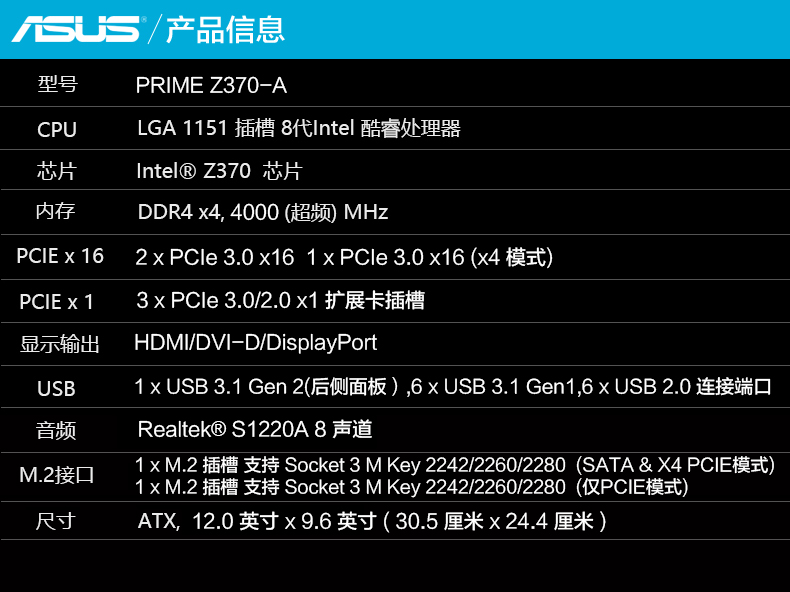 ASUS® / 产品信息
型号 PRIME Z370-A
CPU LGA 1151 插槽 8代Intel 酷睿处理器
芯片 Intel® Z370 芯片
内存 DDR4 x4, 4000 (超频) MHz
PCIE x 16 2 x PCIe 3.0 x16 1 x PCIe 3.0 x16 (x4 模式)
PCIE x 1 3 x PCIe 3.0/2.0 x1 扩展卡插槽
显示输出 HDMI/DVI-D/DisplayPort
USB 1 x USB 3.1 Gen 2(后侧面板 ) ,6 x USB 3.1 Gen1,6 x USB 2.0 连接端口
音频 Realtek® S1220A 8 声道
M.2接口 1 x M.2 插槽 支持 Socket 3 M Key 2242/2260/2280 (SATA & X4 PCIE模式)
1 x M.2 插槽 支持 Socket 3 M Key 2242/2260/2280 (仅PCIE模式)
尺寸 ATX, 12.0 英寸 x 9.6 英寸 ( 30.5 厘米 x 24.4 厘米 )